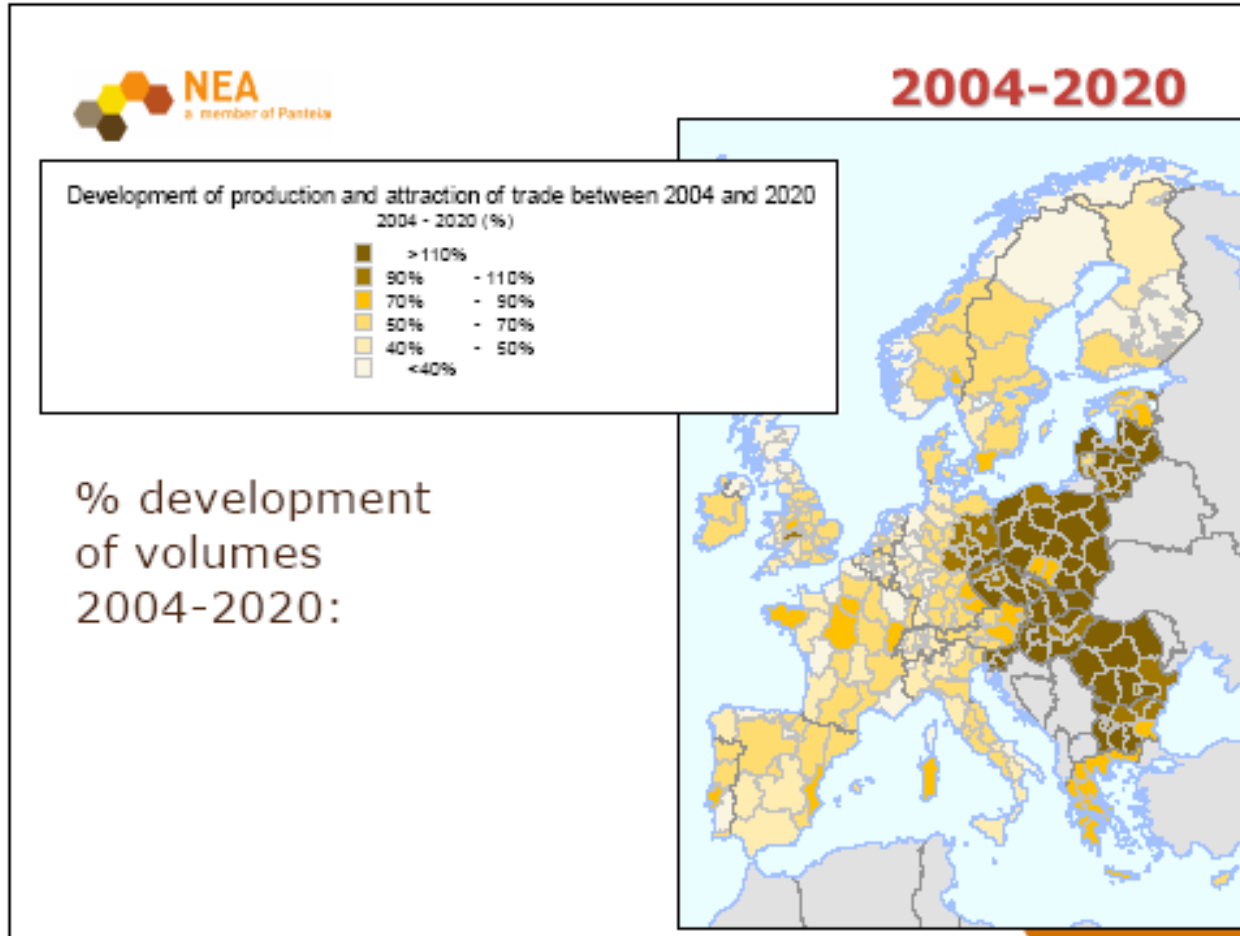 NEA
a member of Panteia
2004-2020
Development of production and attraction of trade between 2004 and 2020
2004 - 2020 (%)
>110%
90% - 110%
70% - 90%
50% - 70%
40% - 50%
<40%
% development
of volumes
2004-2020: